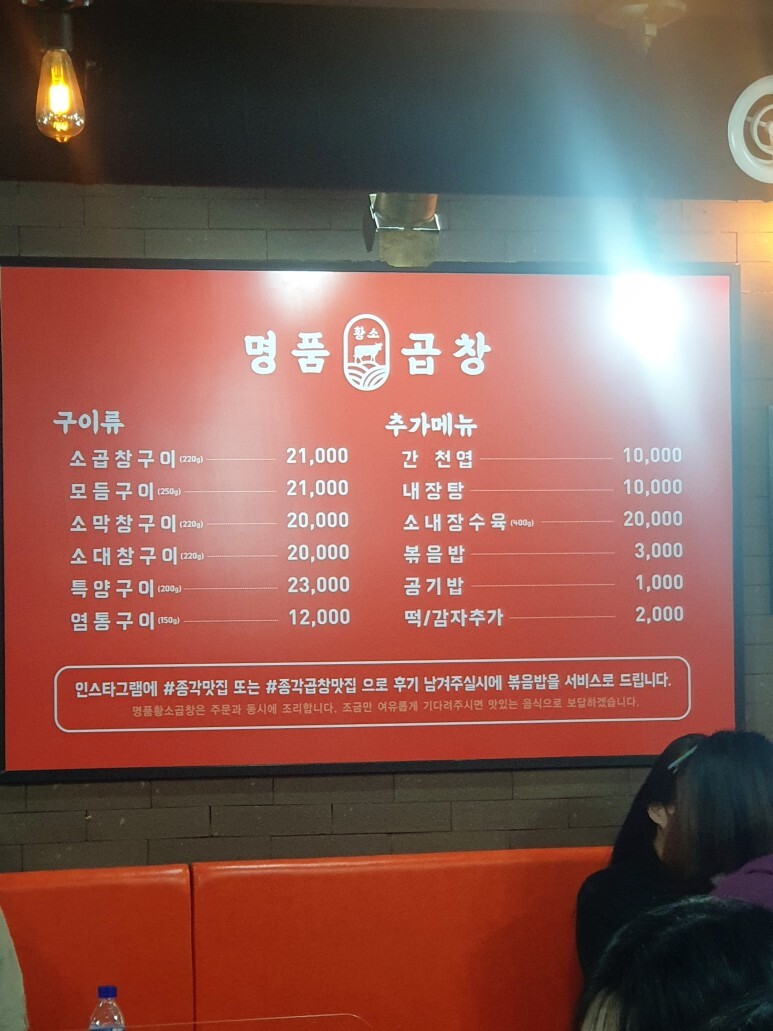 명품 황소 곱창
구이류
소곱창구이(220g) 21,000
모듬구이(250g) 21,000
소막창구이(220g) 20,000
소대창구이(220g) 20,000
특양구이(200g) 23,000
염통구이(150g) 12,000
추가메뉴
간 천엽 10,000
내장탕 10,000
소내장수육(400g) 20,000
볶음밥 3,000
공기밥 1,000
떡/감자추가 2,000
인스타그램에 #종각맛집 또는 #종각곱창맛집 으로 후기 남겨주실시에 볶음밥을 서비스로 드립니다.
명품황소곱창은 주문과 동시에 조리합니다. 조금만 여유롭게 기다려주시면 맛있는 음식으로 보답하겠습니다.